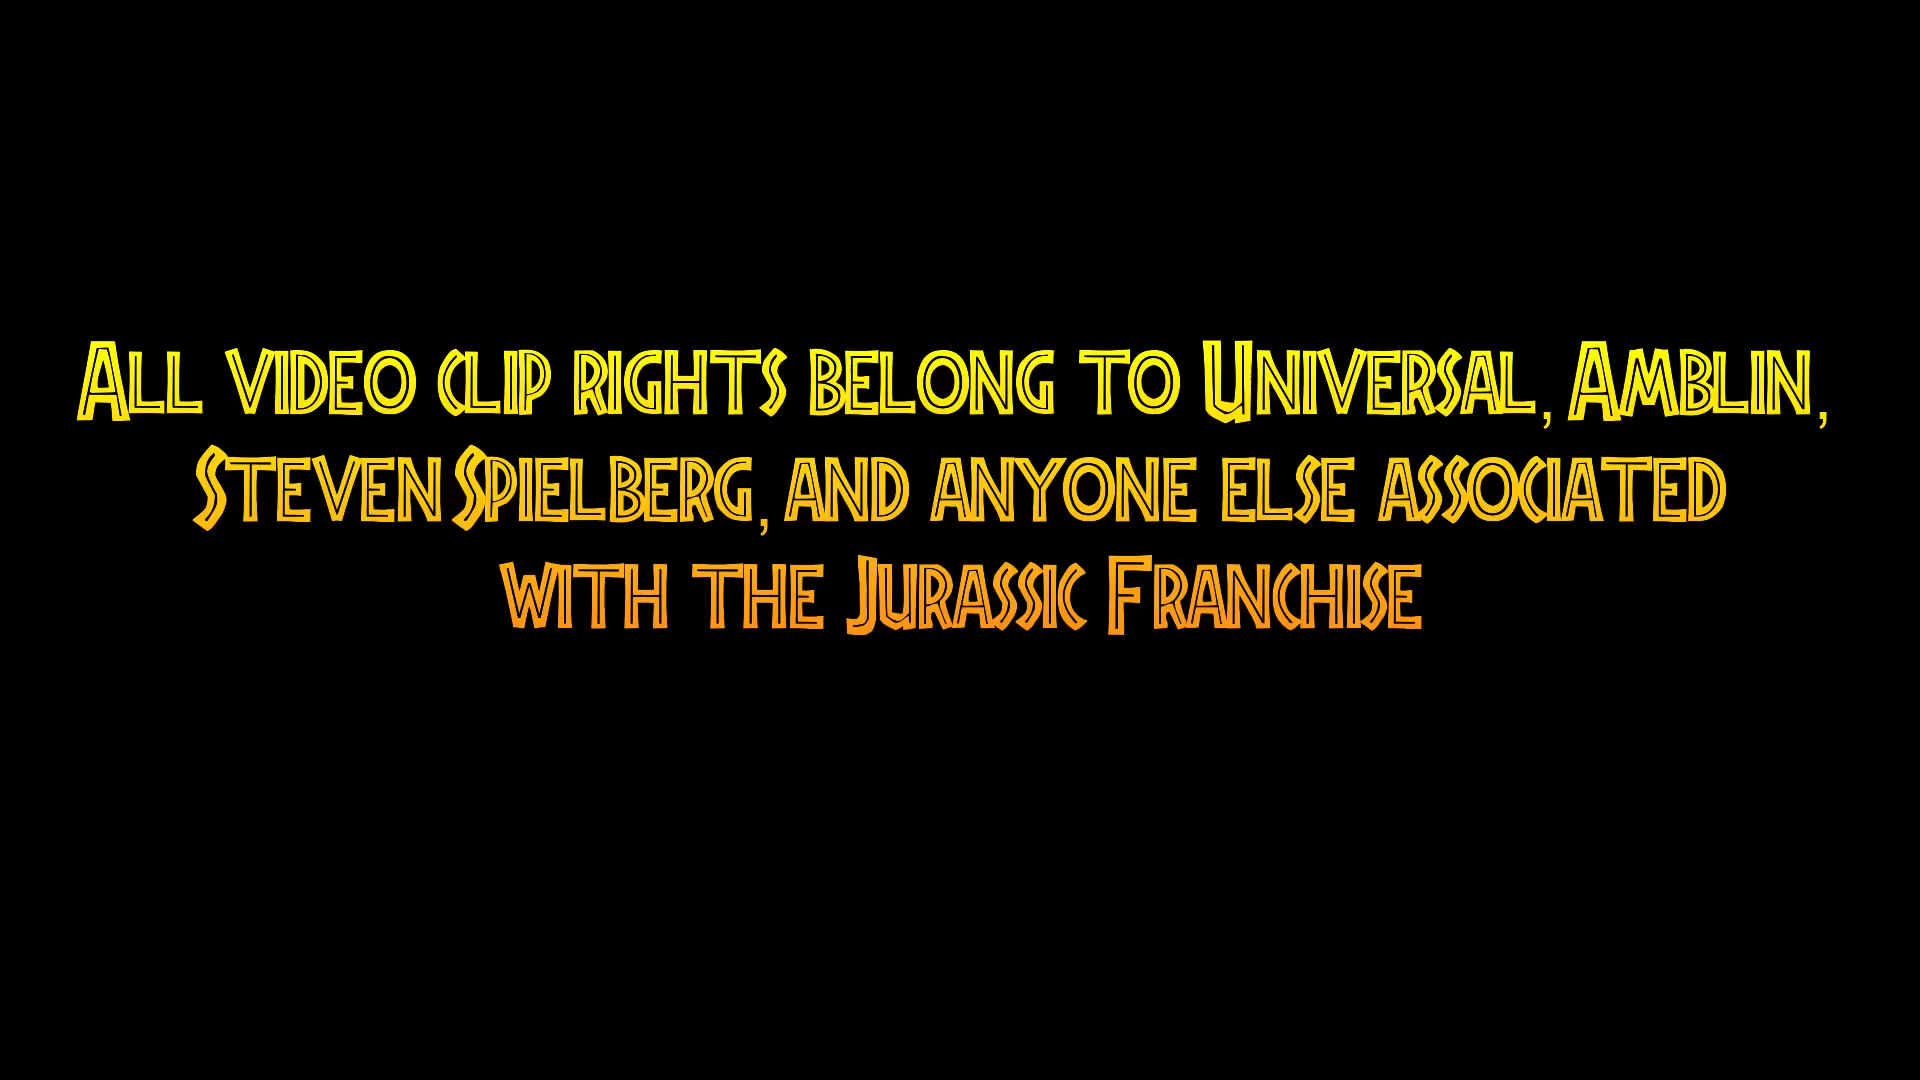 All video clip rights belong to Universal, Amblin,
Steven Spielberg, and anyone else associated
with the Jurassic Franchise